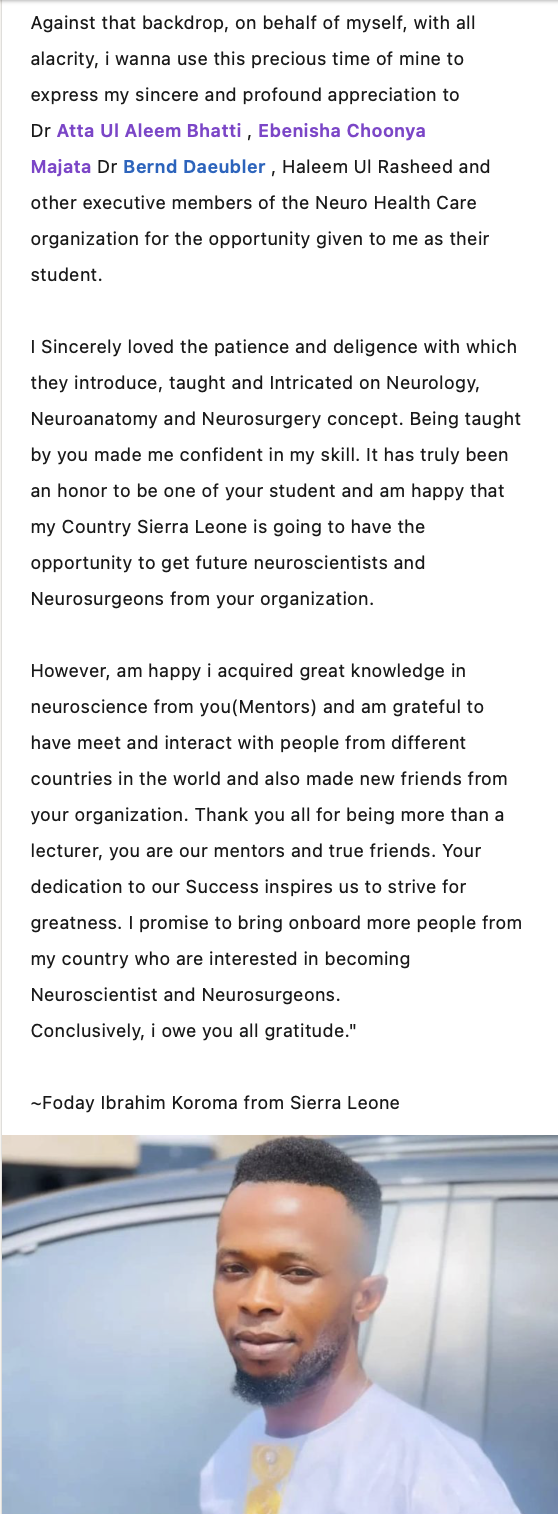 Against that backdrop, on behalf of myself, with all
alacrity, i wanna use this precious time of mine to
express my sincere and profound appreciation to
Dr Atta Ul Aleem Bhatti , Ebenisha Choonya
Majata Dr Bernd Daeubler , Haleem Ul Rasheed and
other executive members of the Neuro Health Care
organization for the opportunity given to me as their
student.
I Sincerely loved the patience and deligence with which
they introduce, taught and Intricated on Neurology,
Neuroanatomy and Neurosurgery concept. Being taught
by you made me confident in my skill. It has truly been
an honor to be one of your student and am happy that
my Country Sierra Leone is going to have the
opportunity to get future neuroscientists and
Neurosurgeons from your organization.
However, am happy i acquired great knowledge in
neuroscience from you(Mentors) and am grateful to
have meet and interact with people from different
countries in the world and also made new friends from
your organization. Thank you all for being more than a
lecturer, you are our mentors and true friends. Your
dedication to our Success inspires us to strive for
greatness. I promise to bring onboard more people from
my country who are interested in becoming
Neuroscientist and Neurosurgeons.
Conclusively, i owe you all gratitude."
~Foday Ibrahim Koroma from Sierra Leone